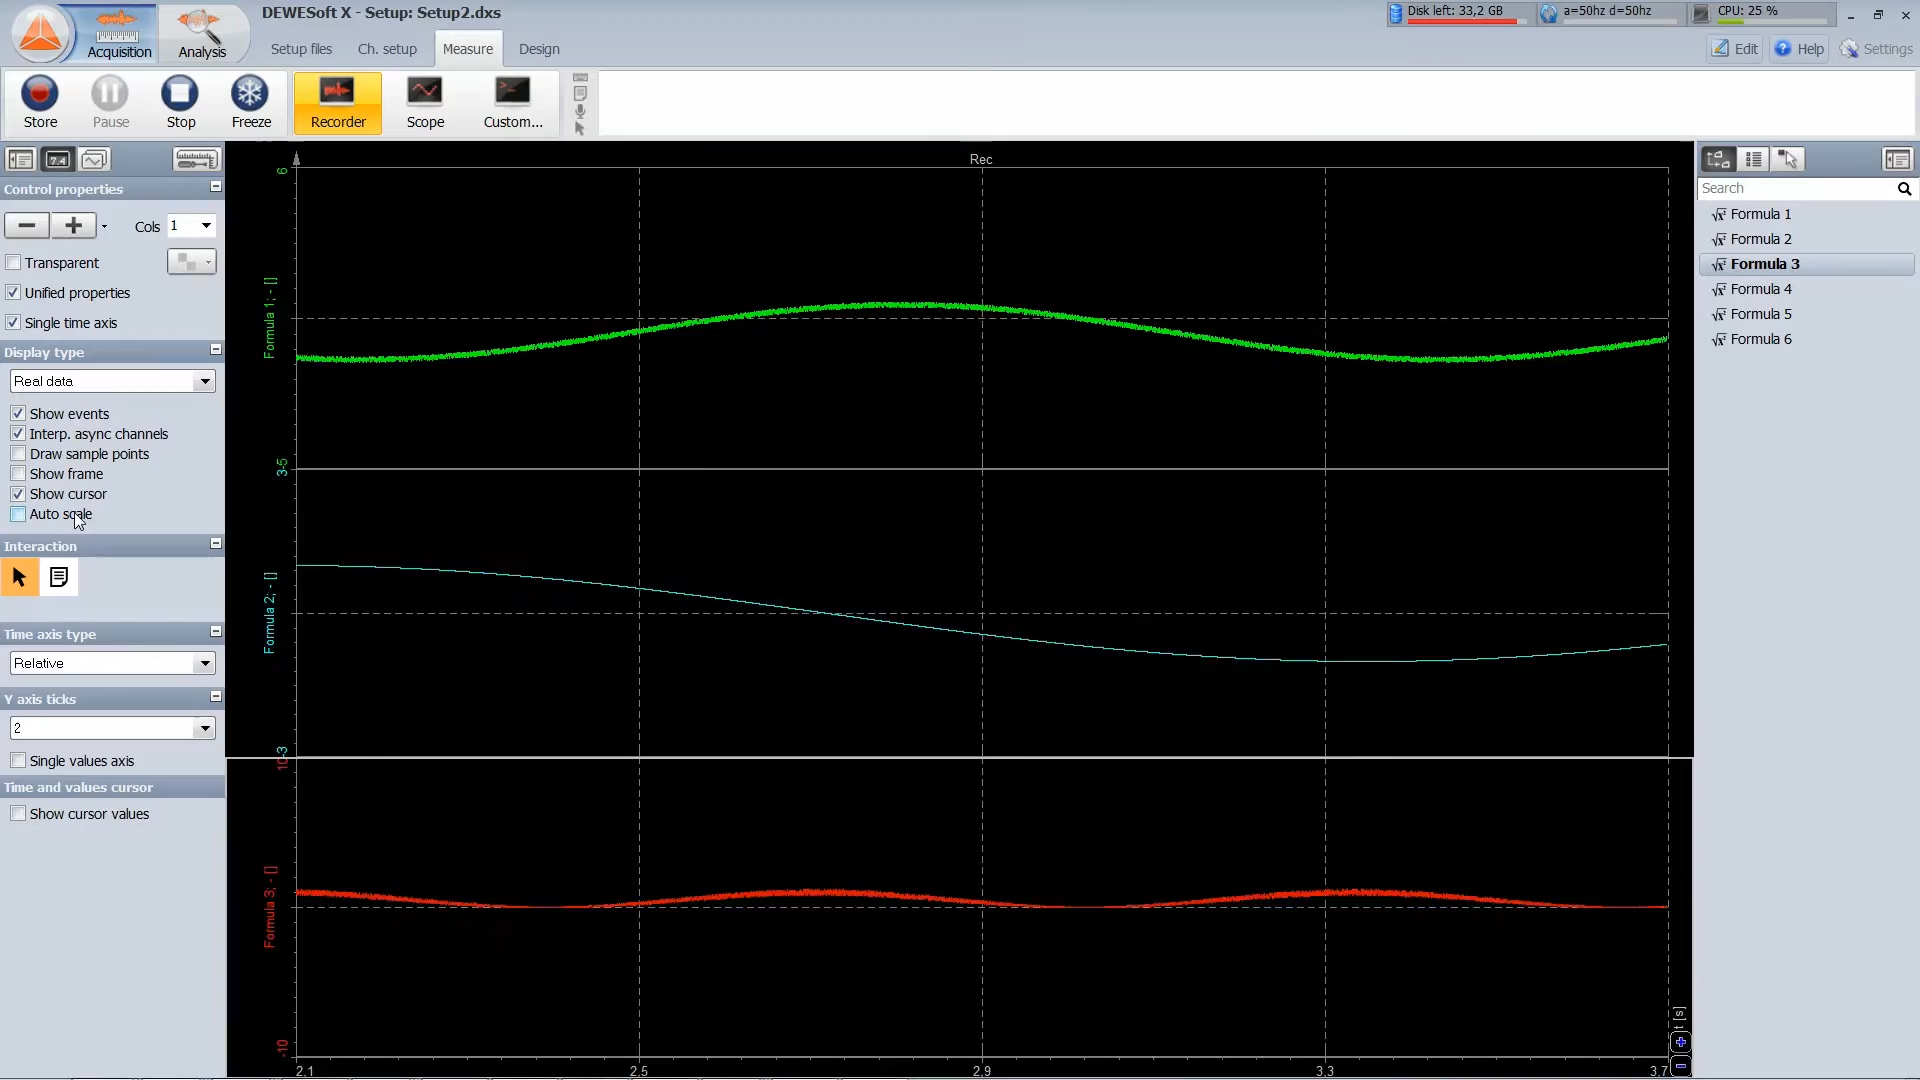 DEWESoft X - Setup: Setup2.dxs
Disk left: 33,2 GB
a=50hz d=50hz
CPU: 25 %
Acquisition
Analysis
Setup files
Ch. setup
Measure
Design
Edit
Help
Settings
Store
Pause
Stop
Freeze
Recorder
Scope
Custom...
7.4
Control properties
Cols 1
Transparent
Unified properties
Single time axis
Display type
Real data
Show events
Interp. async channels
Draw sample points
Show frame
Show cursor
Auto scale
Interaction
Time axis type
Relative
Y axis ticks
2
Single values axis
Time and values cursor
Show cursor values
Rec
6
Formula 1; - []
-5
3
Formula 2; - []
-3
10
Formula 3; - []
-10
2,1
2,5
2,9
3,3
3,7
t [s]
Search
Formula 1
Formula 2
Formula 3
Formula 4
Formula 5
Formula 6